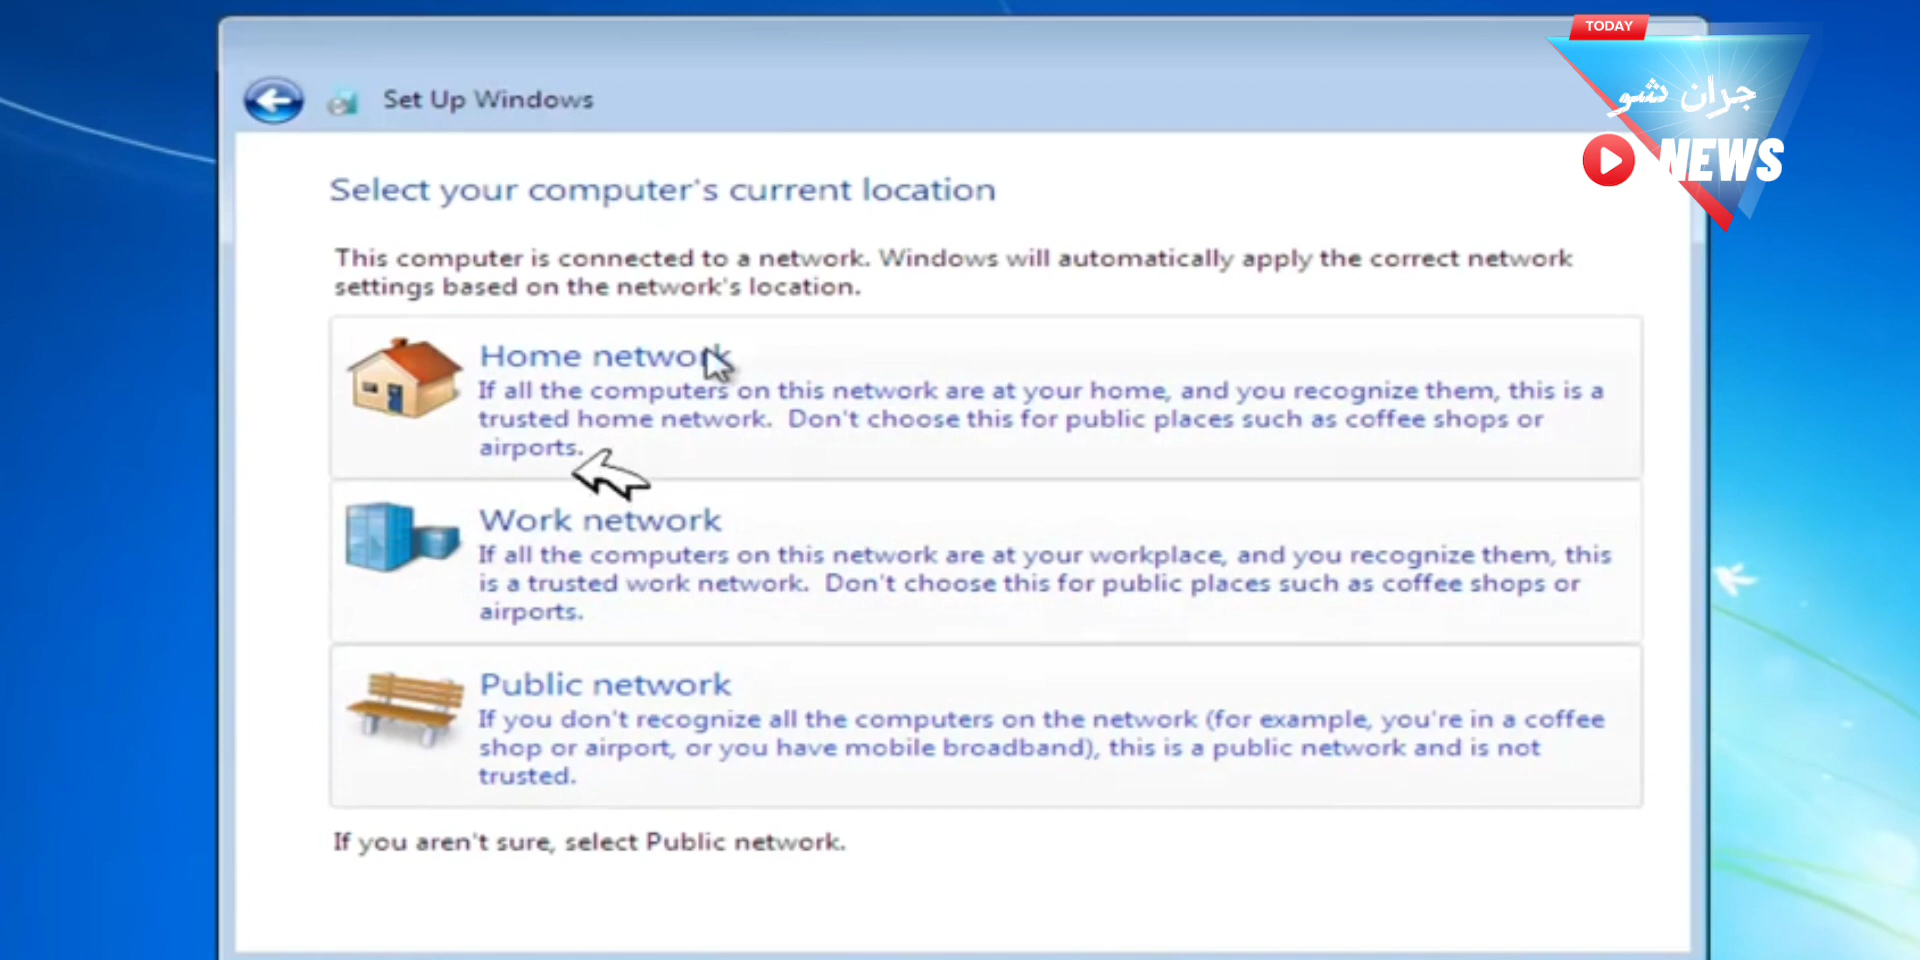 TODAY
جران شو
NEWS
Set Up Windows
Select your computer's current location
This computer is connected to a network. Windows will automatically apply the correct network
settings based on the network's location.
Home network
If all the computers on this network are at your home, and you recognize them, this is a
trusted home network.  Don't choose this for public places such as coffee shops or
airports.
Work network
If all the computers on this network are at your workplace, and you recognize them, this
is a trusted work network.  Don't choose this for public places such as coffee shops or
airports.
Public network
If you don't recognize all the computers on the network (for example, you're in a coffee
shop or airport, or you have mobile broadband), this is a public network and is not
trusted.
If you aren't sure, select Public network.